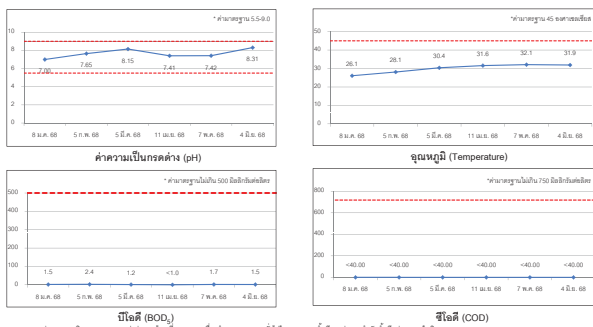 * ค่ามาตรฐาน 5.5-9.0
10
8
6
4
2
0
7.00
7.65
8.15
7.41
7.42
8.31
8 ม.ค. 68
5 ก.พ. 68
5 มี.ค. 68
11 เม.ย. 68
7 พ.ค. 68
4 มิ.ย. 68
ค่าความเป็นกรดด่าง (pH)
*ค่ามาตรฐาน 45 องศาเซลเซียส
50
40
30
20
10
0
26.1
28.1
30.4
31.6
32.1
31.9
8 ม.ค. 68
5 ก.พ. 68
5 มี.ค. 68
11 เม.ย. 68
7 พ.ค. 68
4 มิ.ย. 68
อุณหภูมิ (Temperature)
* ค่ามาตรฐานไม่เกิน 500 มิลลิกรัมต่อลิตร
500
400
300
200
100
0
1.5
2.4
1.2
<1.0
1.7
1.5
8 ม.ค. 68
5 ก.พ. 68
5 มี.ค. 68
11 เม.ย. 68
7 พ.ค. 68
4 มิ.ย. 68
บีโอดี (BOD5)
*ค่ามาตรฐานไม่เกิน 750 มิลลิกรัมต่อลิตร
800
600
400
200
0
<40.00
<40.00
<40.00
<40.00
<40.00
<40.00
8 ม.ค. 68
5 ก.พ. 68
5 มี.ค. 68
11 เม.ย. 68
7 พ.ค. 68
4 มิ.ย. 68
ซีโอดี (COD)